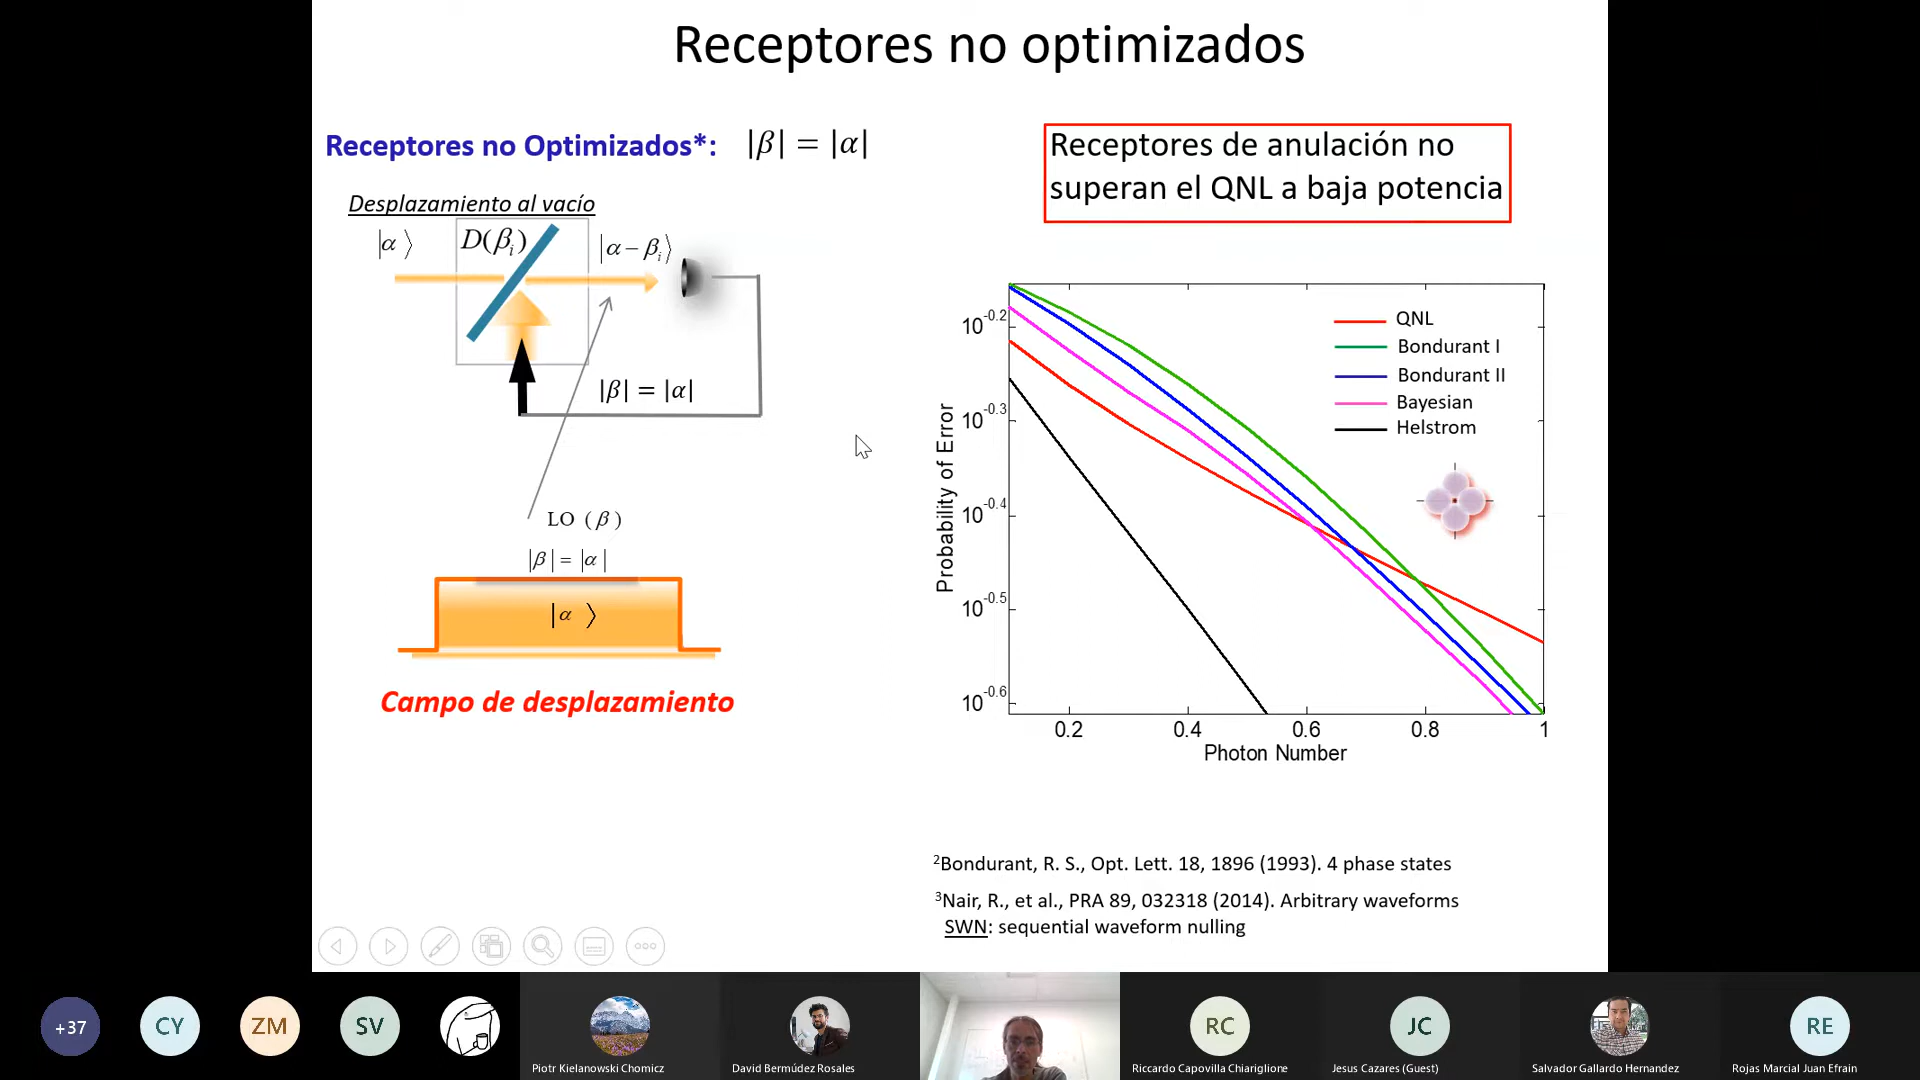 Receptores no optimizados
Receptores no Optimizados*: |β| = |α|
Desplazamiento al vacío
|α⟩
D(βᵢ)
|α − βᵢ⟩
|β| = |α|
LO (β)
|β| = |α|
|α⟩
Campo de desplazamiento
Receptores de anulación no
superan el QNL a baja potencia
Probability of Error
10^-0.2
10^-0.3
10^-0.4
10^-0.5
10^-0.6
QNL
Bondurant I
Bondurant II
Bayesian
Helstrom
0.2 0.4 0.6 0.8 1
Photon Number
²Bondurant, R. S., Opt. Lett. 18, 1896 (1993). 4 phase states
³Nair, R., et al., PRA 89, 032318 (2014). Arbitrary waveforms
SWN: sequential waveform nulling
+37
CY
ZM
SV
Piotr Kielanowski Chomicz
David Bermúdez Rosales
RC
Riccardo Capovilla Chiariglione
JC
Jesus Cazares (Guest)
Salvador Gallardo Hernandez
RE
Rojas Marcial Juan Efrain